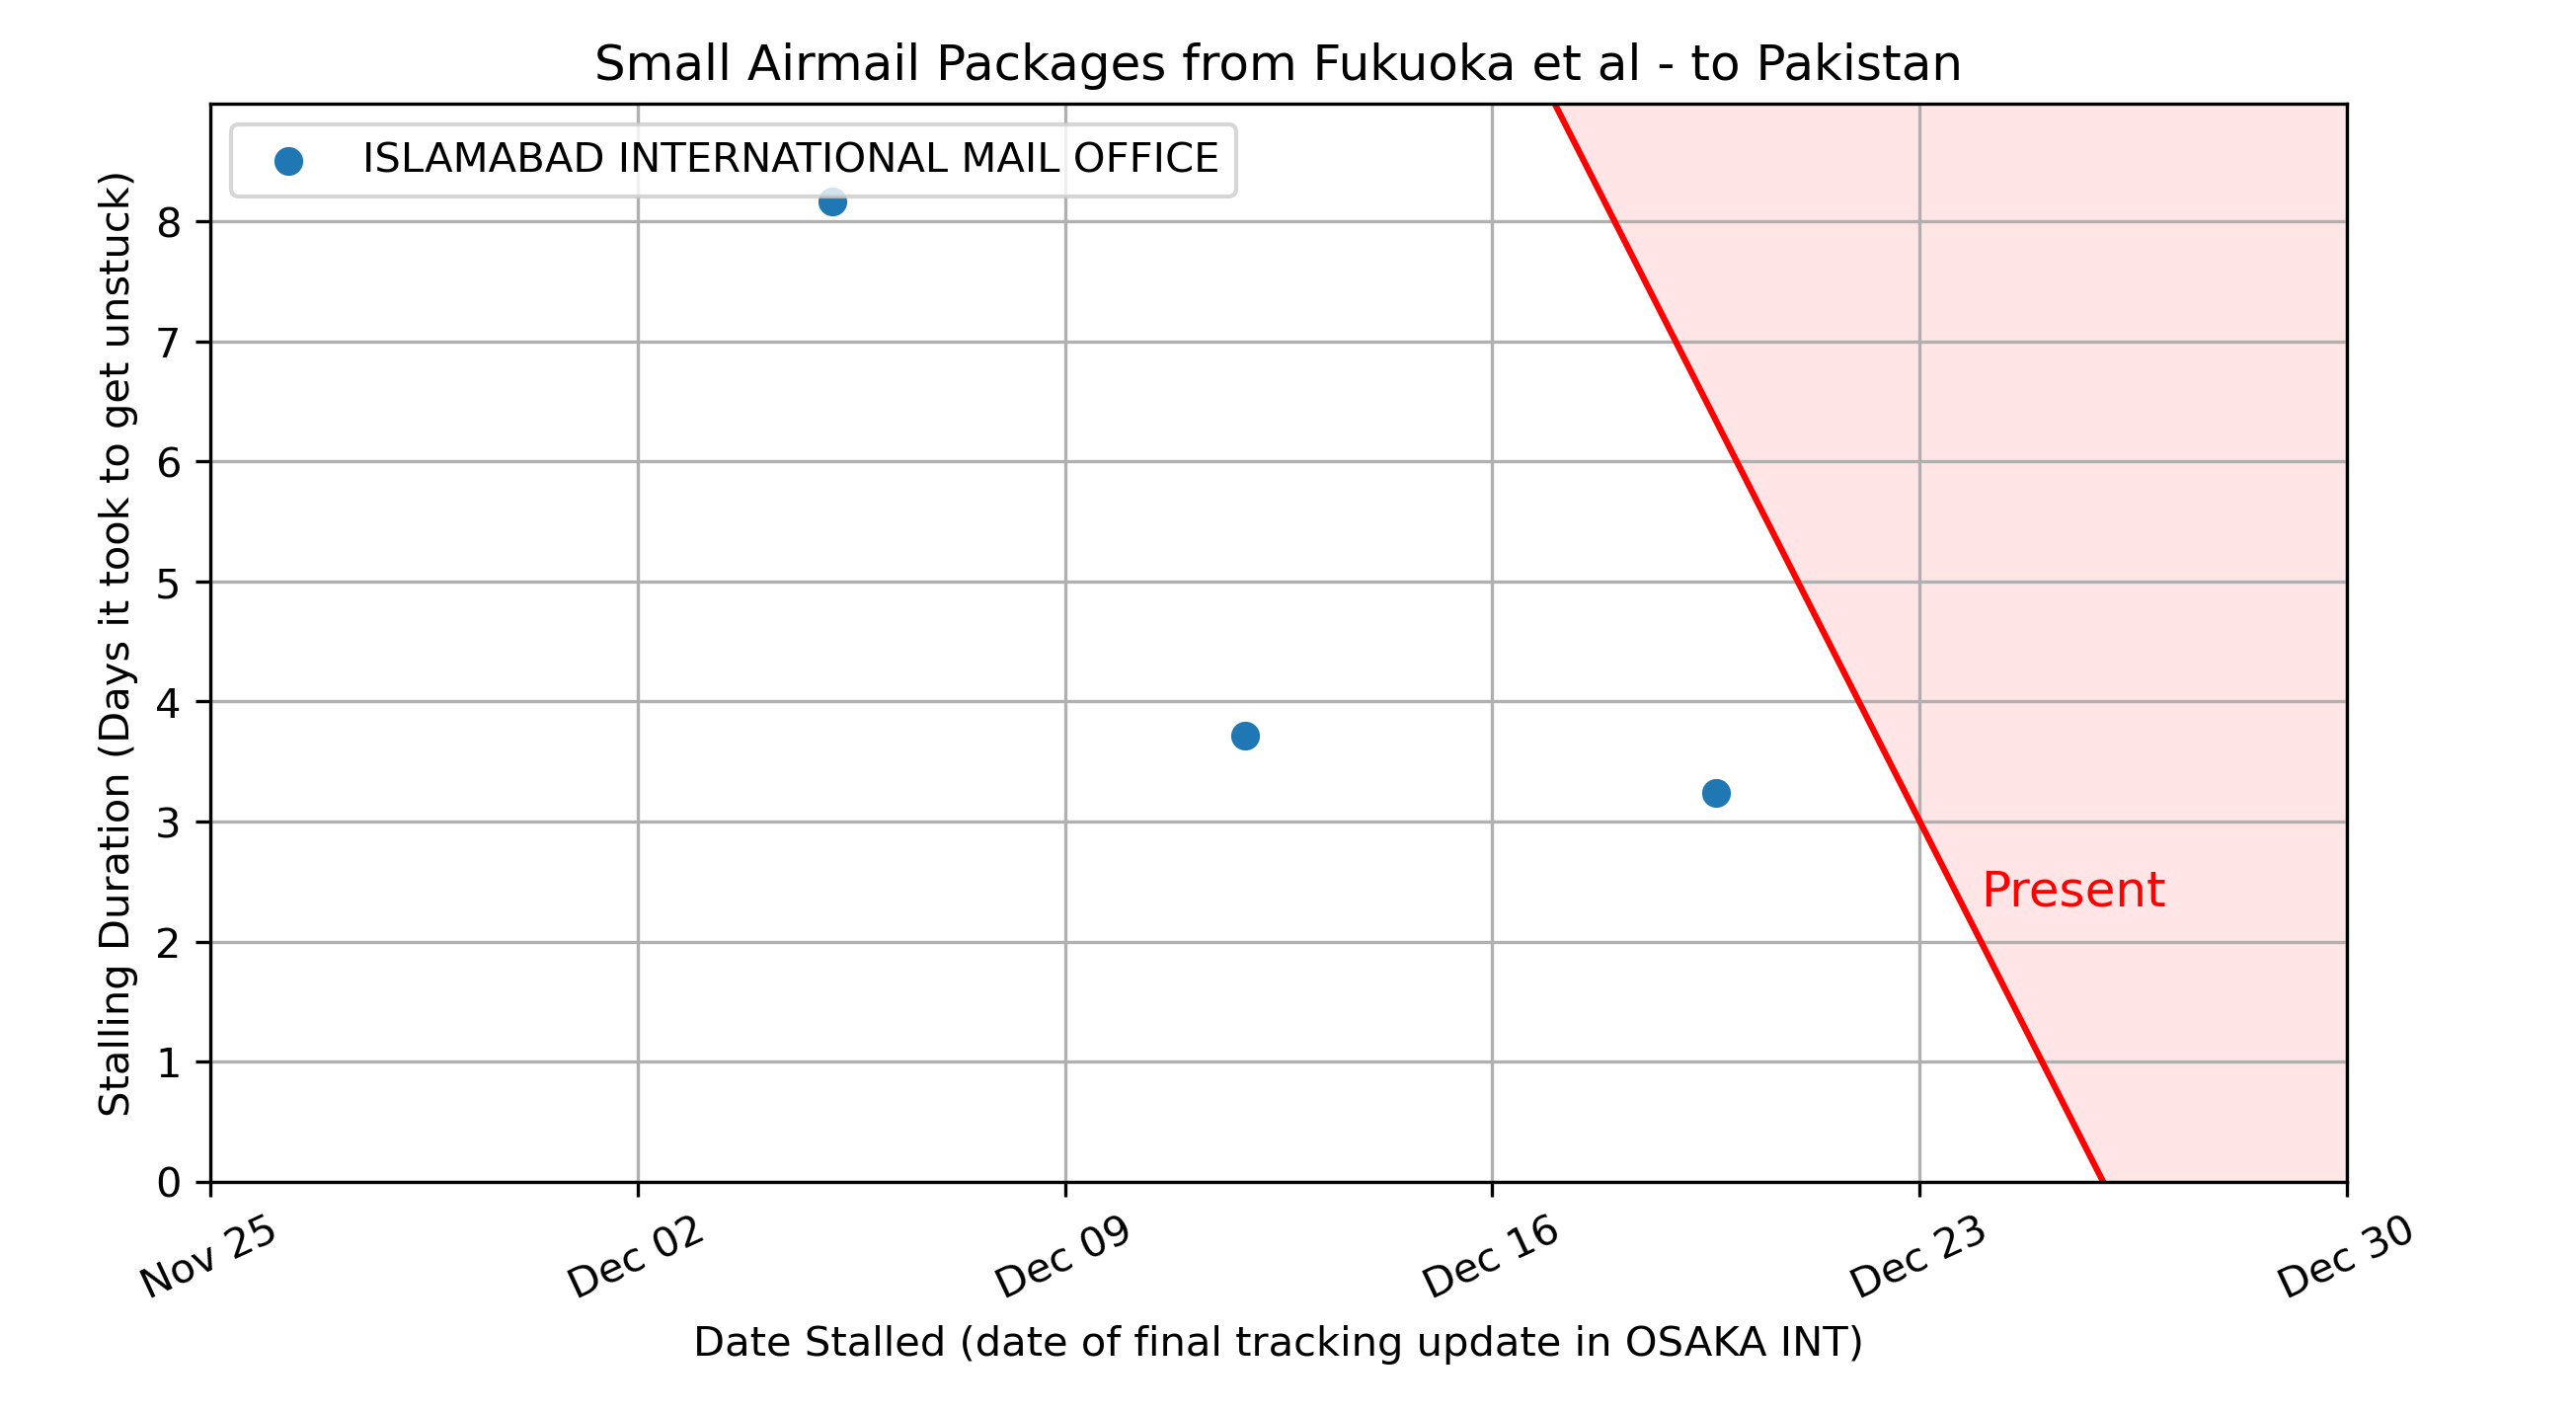 Small Airmail Packages from Fukuoka et al - to Pakistan
ISLAMABAD INTERNATIONAL MAIL OFFICE
Stalling Duration (Days it took to get unstuck)
8
7
6
5
4
3
2
1
0
Present
Nov 25
Dec 02
Dec 09
Dec 16
Dec 23
Dec 30
Date Stalled (date of final tracking update in OSAKA INT)